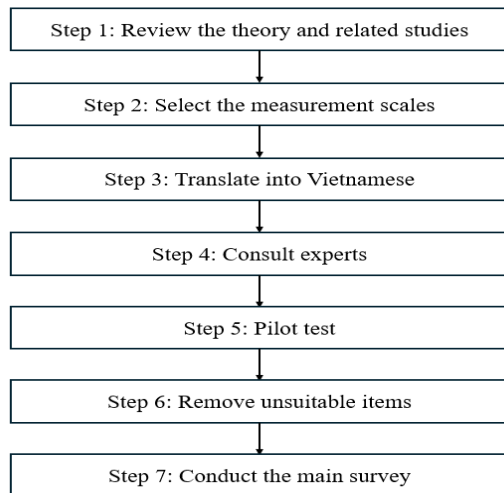 Step 1: Review the theory and related studies
Step 2: Select the measurement scales
Step 3: Translate into Vietnamese
Step 4: Consult experts
Step 5: Pilot test
Step 6: Remove unsuitable items
Step 7: Conduct the main survey